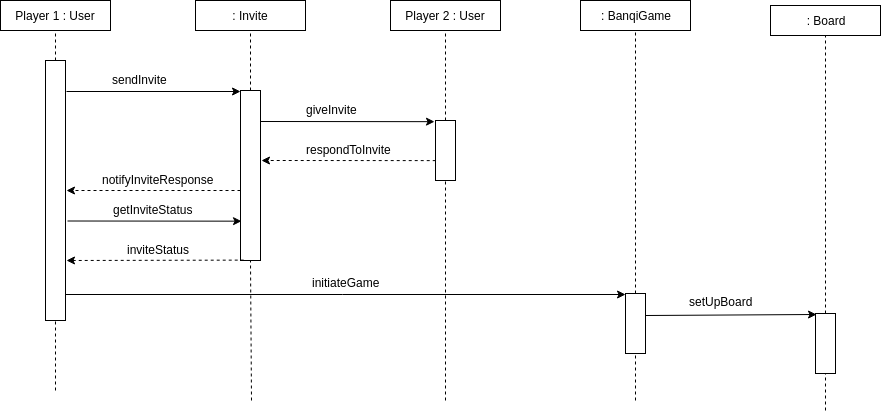 Player 1 : User
: Invite
Player 2 : User
: BanqiGame
: Board
sendInvite
giveInvite
respondToInvite
notifyInviteResponse
getInviteStatus
inviteStatus
initiateGame
setUpBoard